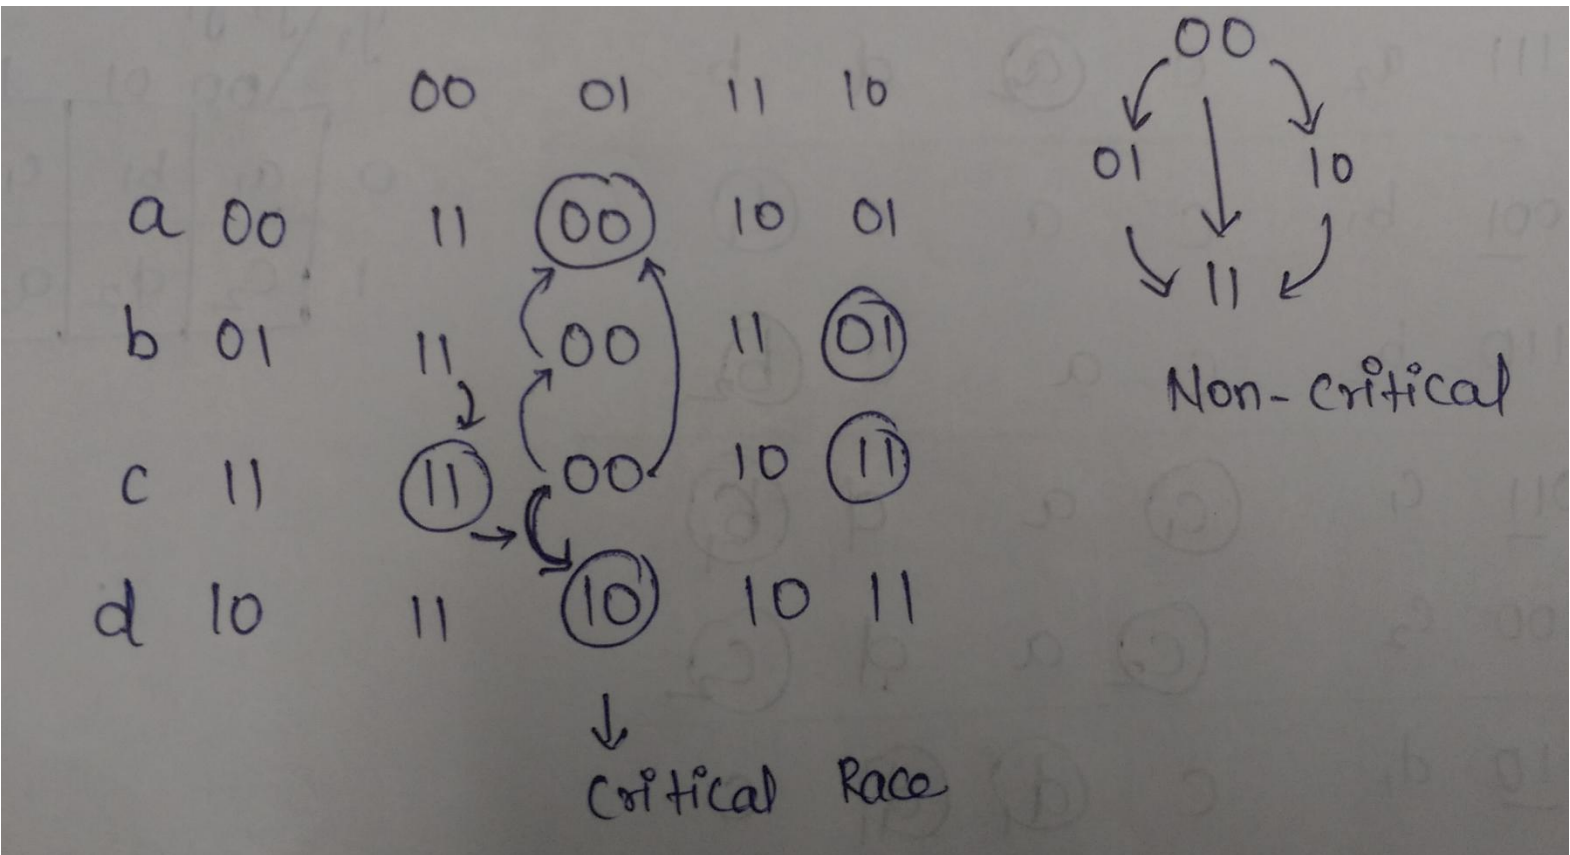 00 01 11 10
a 00 11 00 10 01
b 01 11 00 11 01
c 11 11 00 10 11
d 10 11 10 10 11
Critical Race
00
01 10
11
Non-Critical